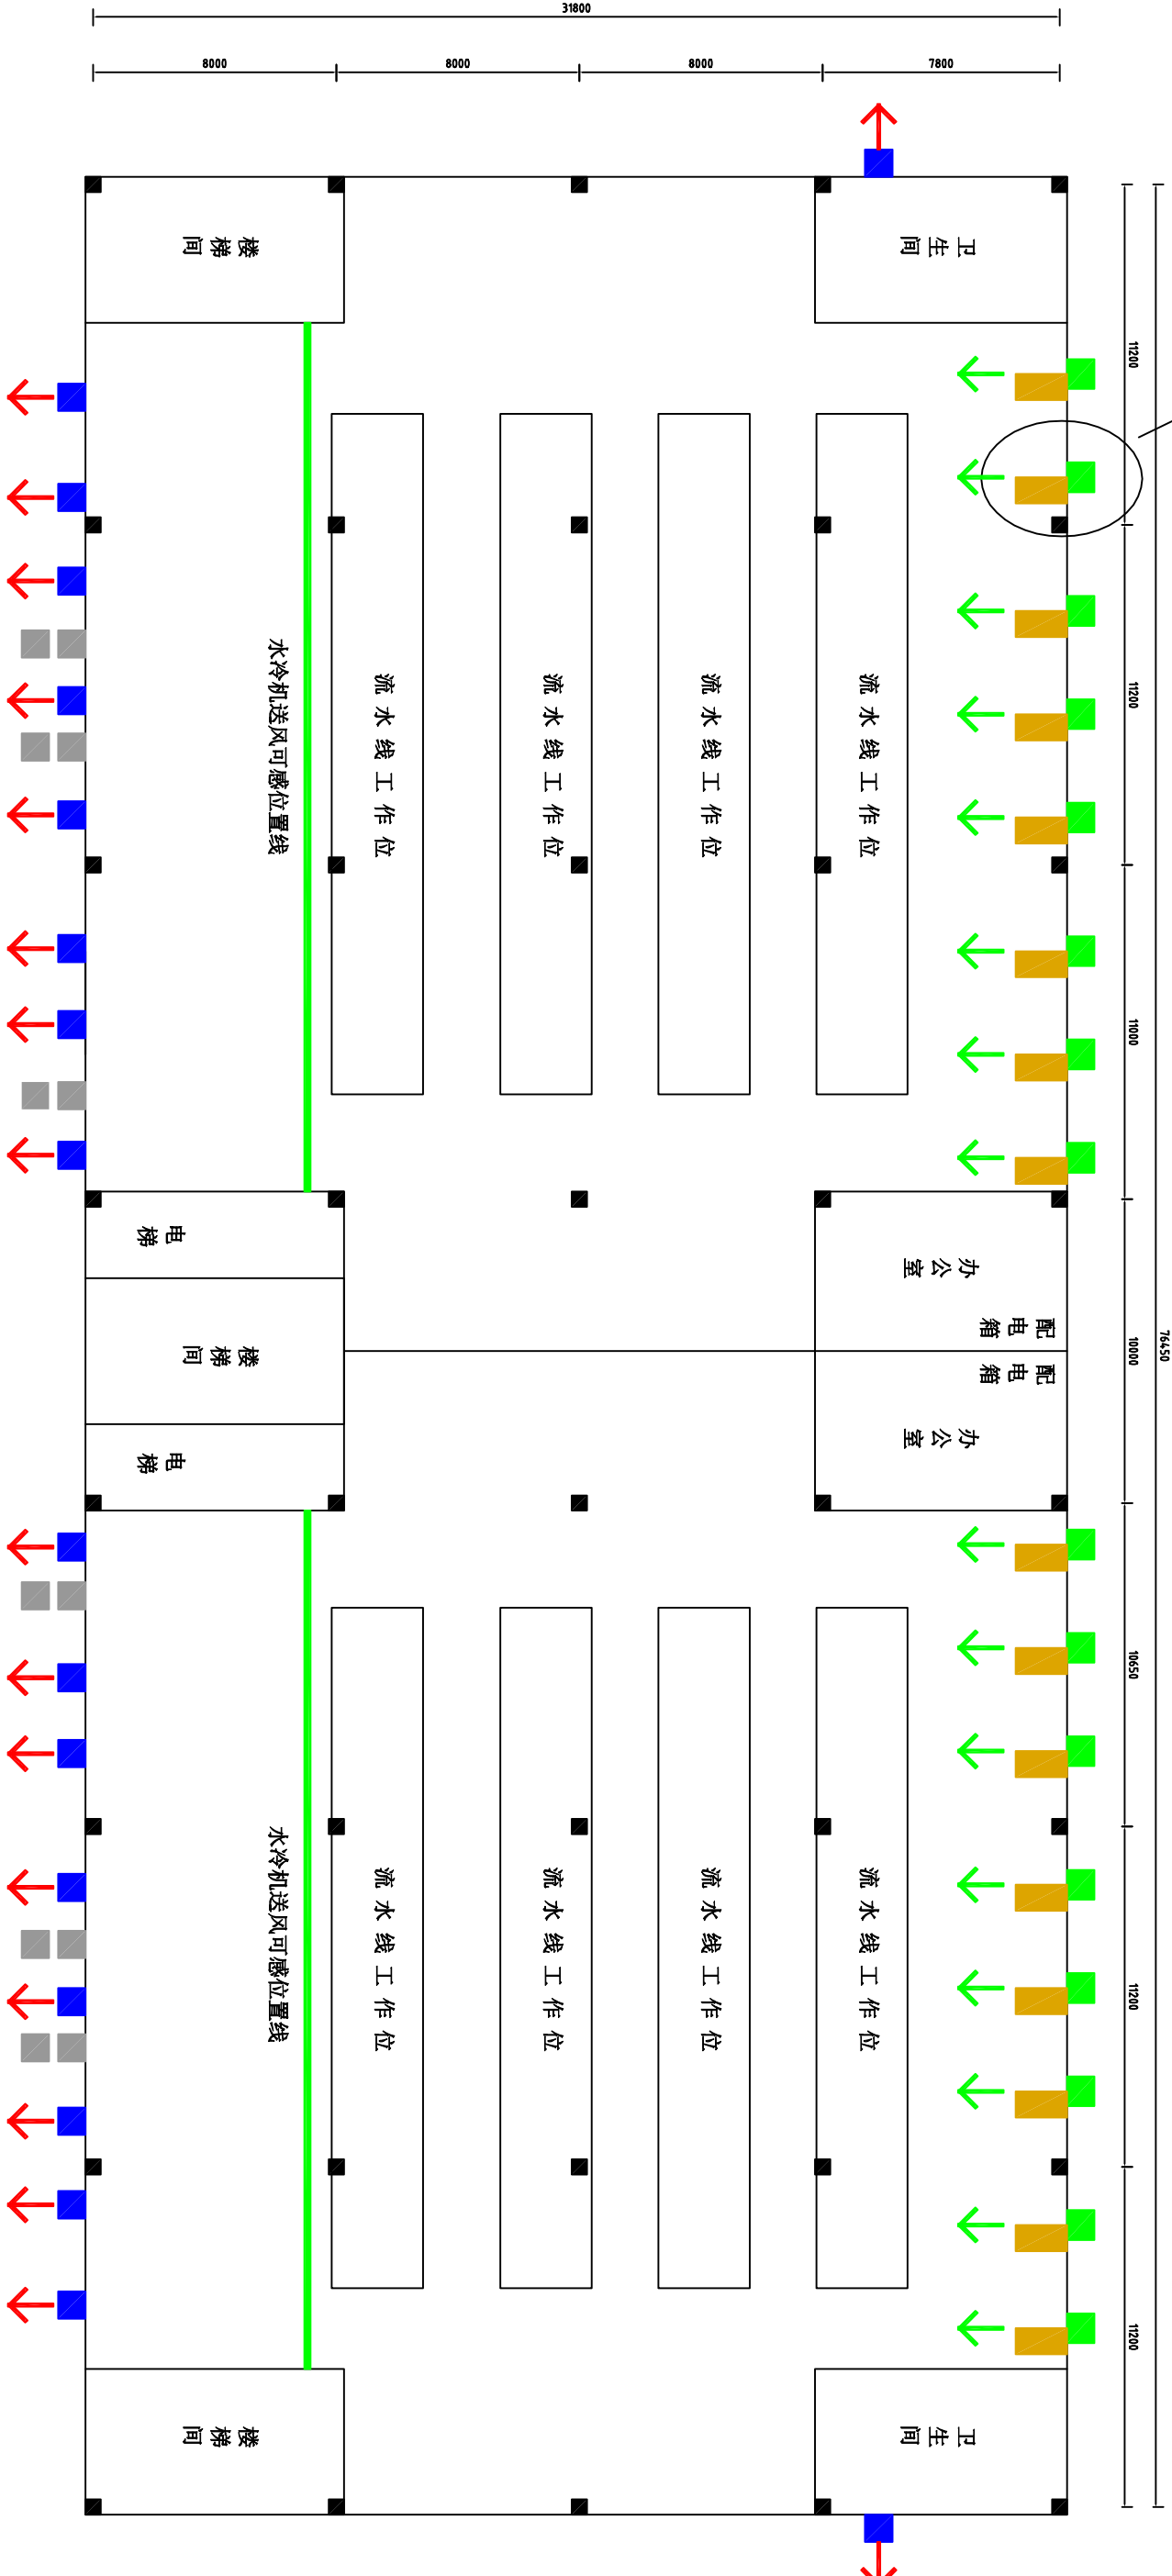 31800
8000
8000
8000
7800
楼梯间
卫生间
11200
水冷机送风可感位置线
流水线工作位
流水线工作位
流水线工作位
流水线工作位
11200
11000
电梯
办公室
配电箱
楼梯间
10000
76450
配电箱
电梯
办公室
10650
水冷机送风可感位置线
流水线工作位
流水线工作位
流水线工作位
流水线工作位
11200
11200
楼梯间
卫生间